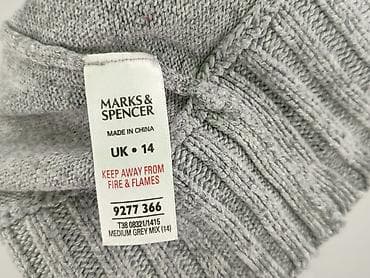 MARKS &
SPENCER
MADE IN CHINA
UK • 14
KEEP AWAY FROM
FIRE & FLAMES
9277 366
T38 08321/1415
MEDIUM GREY MIX (14)